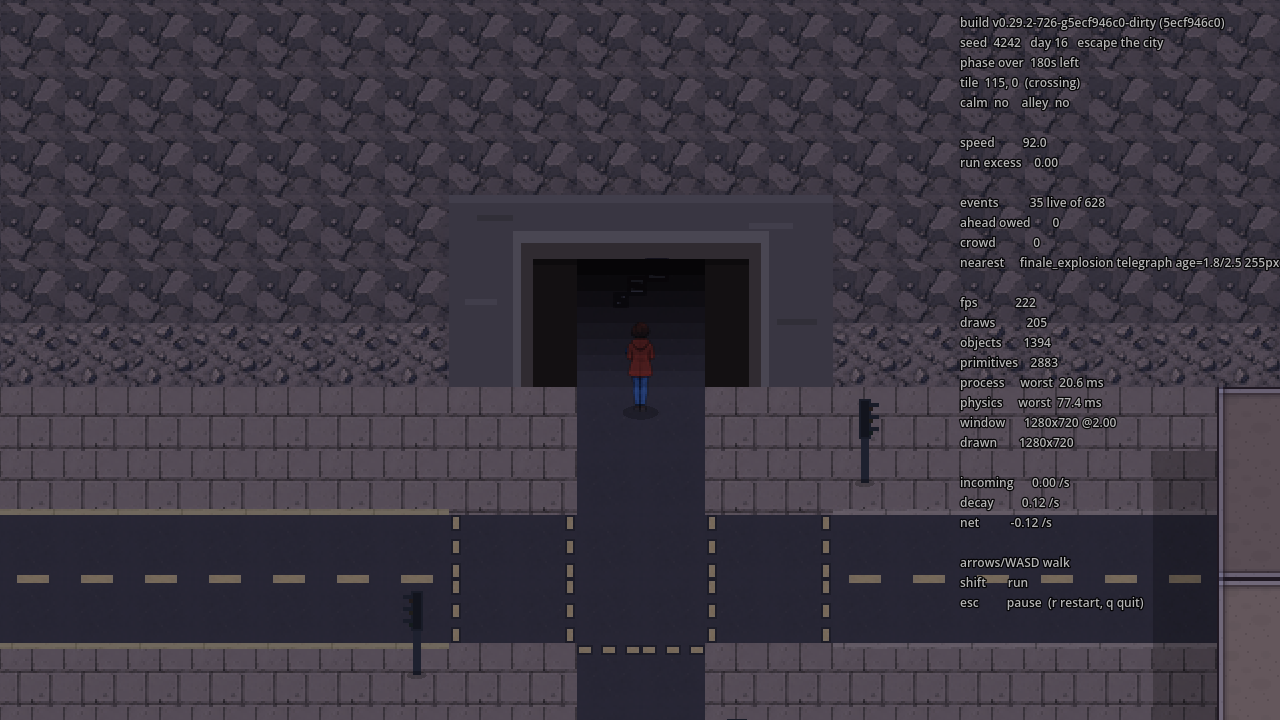 build v0.29.2-726-g5ecf946c0-dirty (5ecf946c0)
seed 4242 day 16 escape the city
phase over 180s left
tile 115, 0 (crossing)
calm no alley no
speed 92.0
run excess 0.00
events 35 live of 628
ahead owed 0
crowd 0
nearest finale_explosion telegraph age=1.8/2.5 255px
fps 222
draws 205
objects 1394
primitives 2883
process worst 20.6 ms
physics worst 77.4 ms
window 1280x720 @2.00
drawn 1280x720
incoming 0.00 /s
decay 0.12 /s
net -0.12 /s
arrows/WASD walk
shift run
esc pause (r restart, q quit)